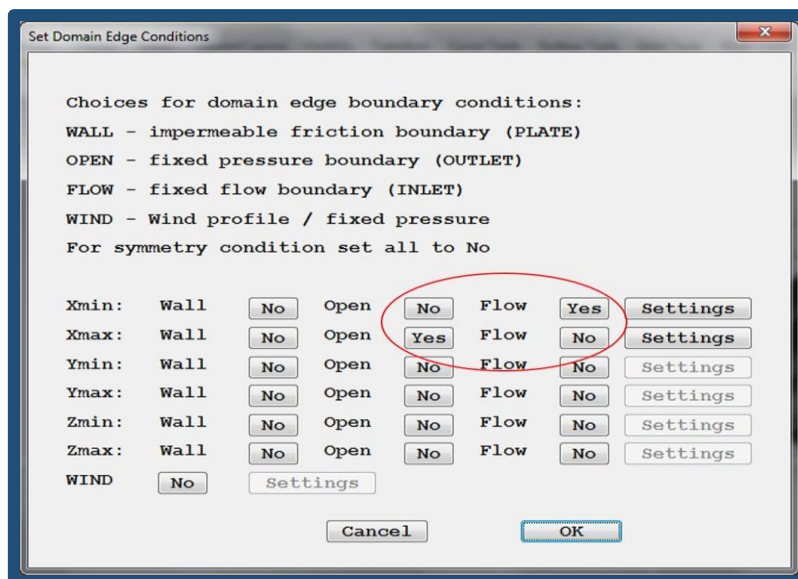 Set Domain Edge Conditions
Choices for domain edge boundary conditions:
WALL - impermeable friction boundary (PLATE)
OPEN - fixed pressure boundary (OUTLET)
FLOW - fixed flow boundary (INLET)
WIND - Wind profile / fixed pressure
For symmetry condition set all to No
Xmin: Wall No Open No Flow Yes Settings
Xmax: Wall No Open Yes Flow No Settings
Ymin: Wall No Open No Flow No Settings
Ymax: Wall No Open No Flow No Settings
Zmin: Wall No Open No Flow No Settings
Zmax: Wall No Open No Flow No Settings
WIND No Settings
Cancel OK